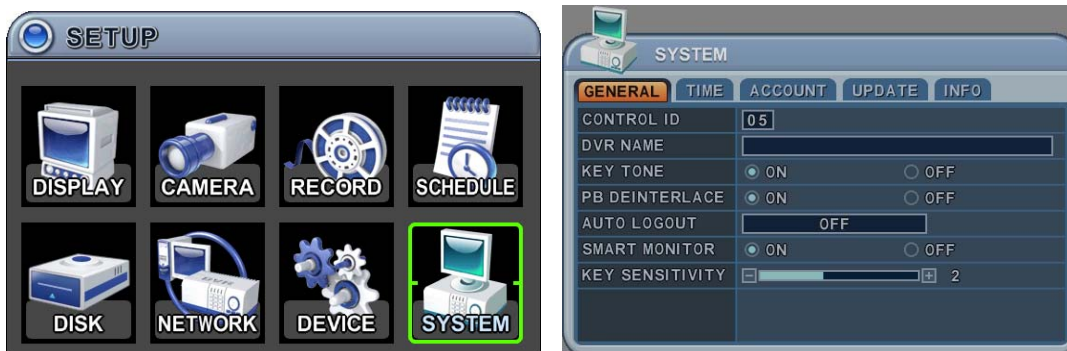 SETUP
DISPLAY CAMERA RECORD SCHEDULE
DISK NETWORK DEVICE SYSTEM
SYSTEM
GENERAL TIME ACCOUNT UPDATE INFO
CONTROL ID 05
DVR NAME
KEY TONE ON OFF
PB DEINTERLACE ON OFF
AUTO LOGOUT OFF
SMART MONITOR ON OFF
KEY SENSITIVITY 2